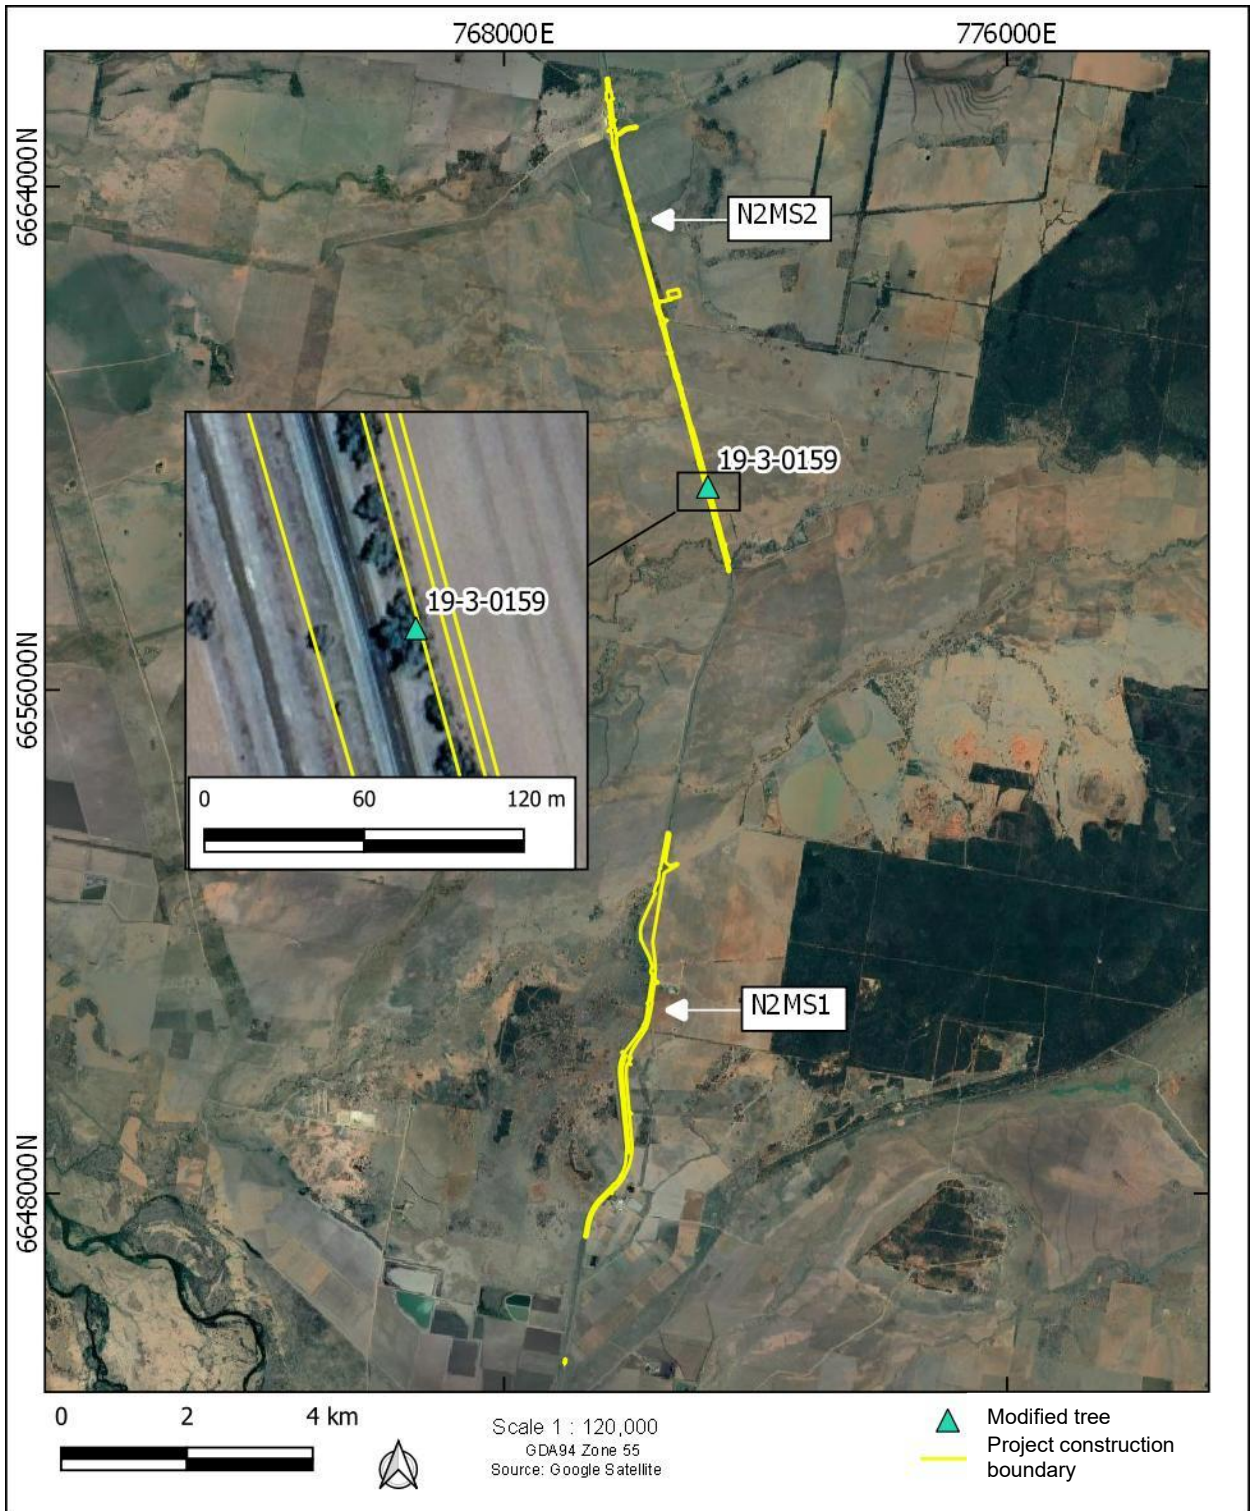 768000E
776000E
6664000N
N2MS2
19-3-0159
19-3-0159
6656000N
0 60 120 m
N2MS1
6648000N
0 2 4 km
Scale 1 : 120,000
GDA94 Zone 55
Source: Google Satellite
Modified tree
Project construction
boundary